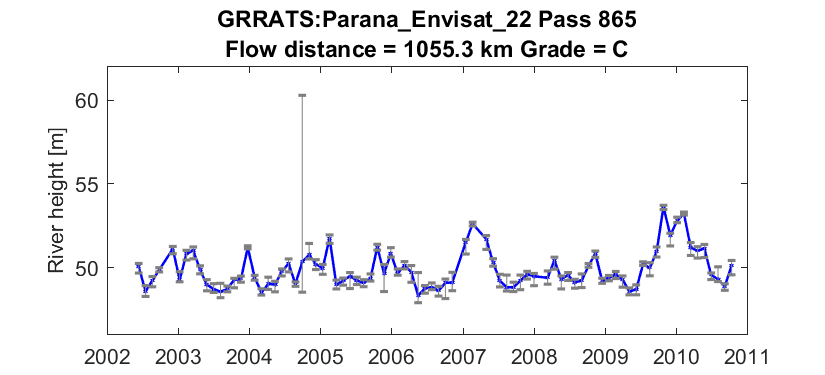 GRRATS:Parana_Envisat_22 Pass 865
Flow distance = 1055.3 km Grade = C
60
55
50
River height [m]
2002 2003 2004 2005 2006 2007 2008 2009 2010 2011